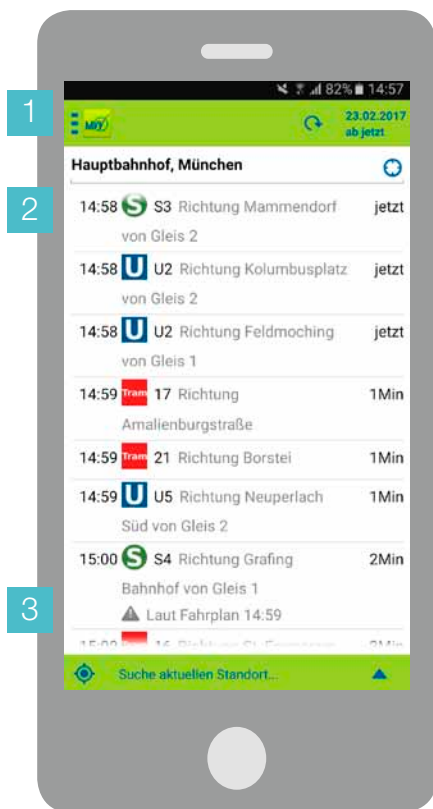 82% 14:57
1
MVV
23.02.2017
ab jetzt
Hauptbahnhof, München
2
14:58 S S3 Richtung Mammendorf jetzt
von Gleis 2
14:58 U U2 Richtung Kolumbusplatz jetzt
von Gleis 2
14:58 U U2 Richtung Feldmoching jetzt
von Gleis 1
14:59 Tram 17 Richtung 1Min
Amalienburgstraße
14:59 Tram 21 Richtung Borstei 1Min
14:59 U U5 Richtung Neuperlach 1Min
Süd von Gleis 2
15:00 S S4 Richtung Grafing 2Min
Bahnhof von Gleis 1
3
Laut Fahrplan 14:59
16 Richtung St.
Suche aktuellen Standort...